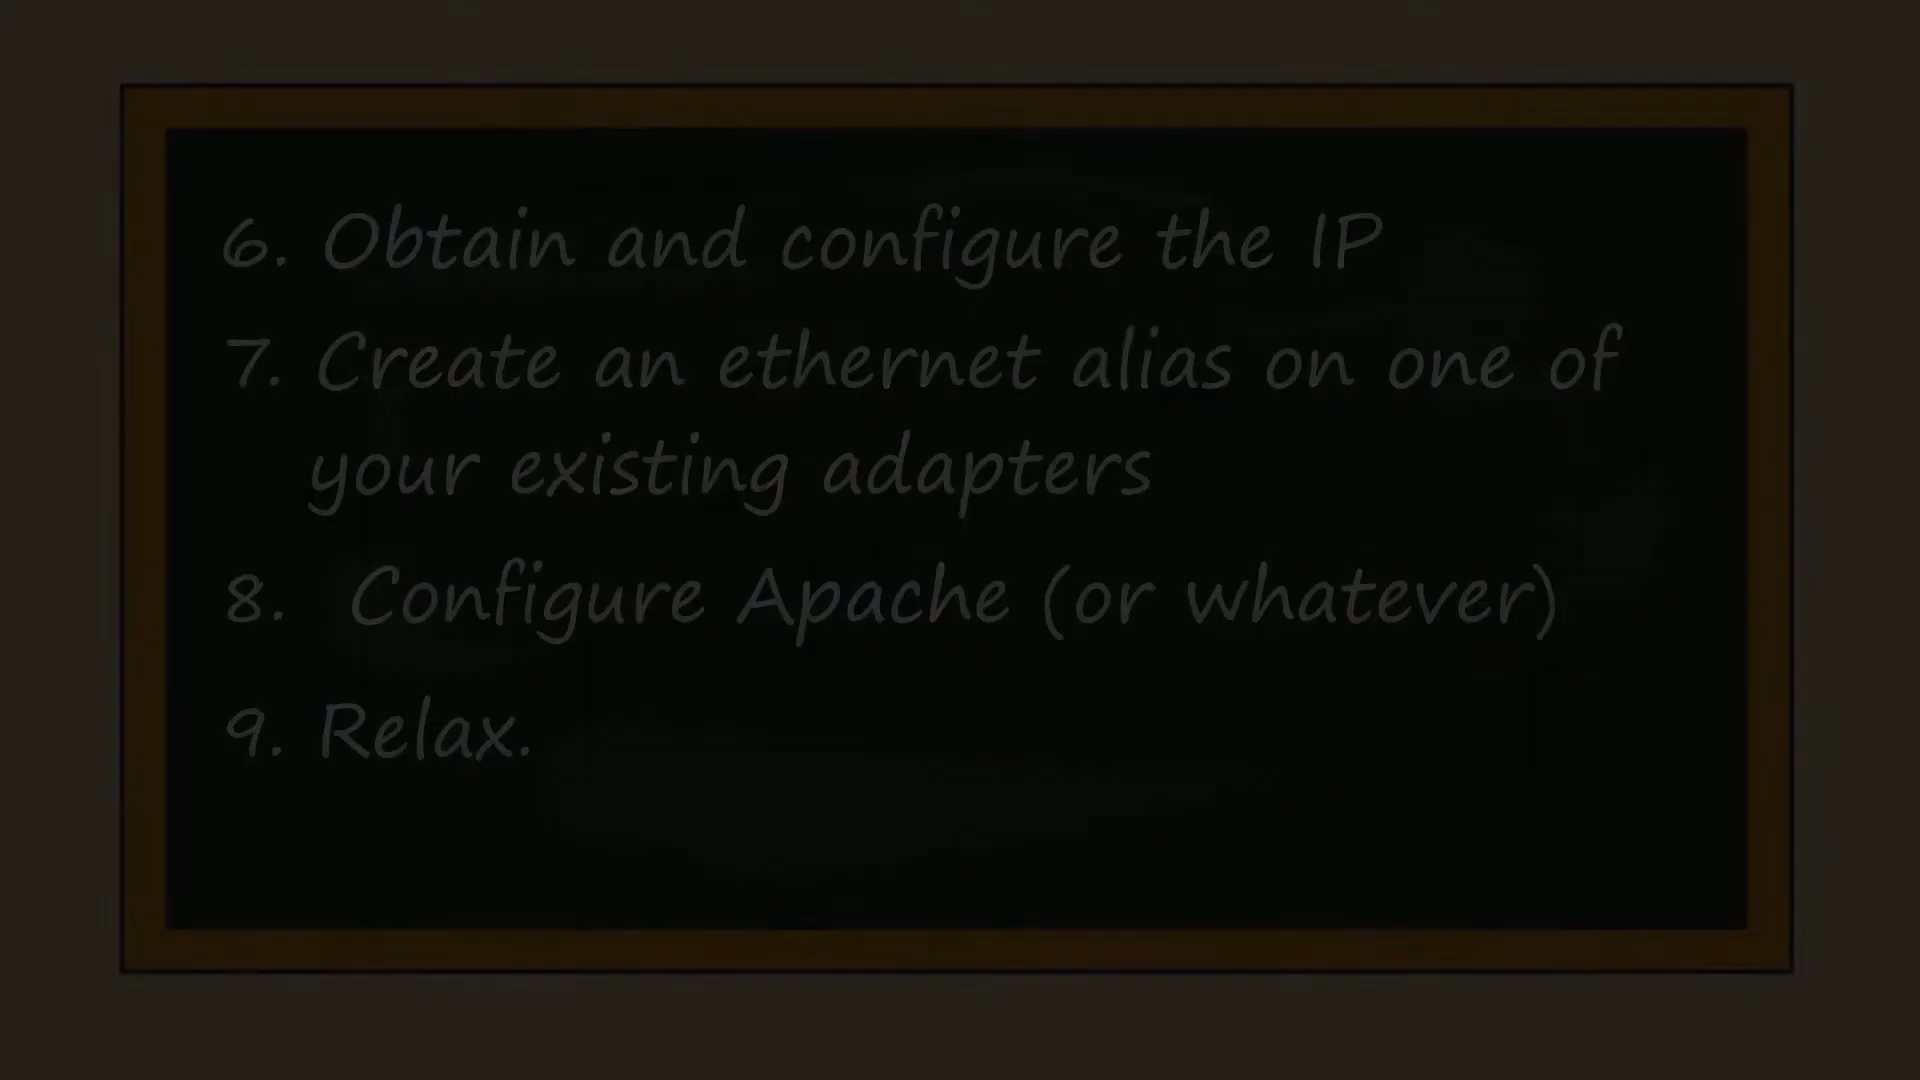 6. Obtain and configure the IP
7. Create an ethernet alias on one of
your existing adapters
8. Configure Apache (or whatever)
9. Relax.